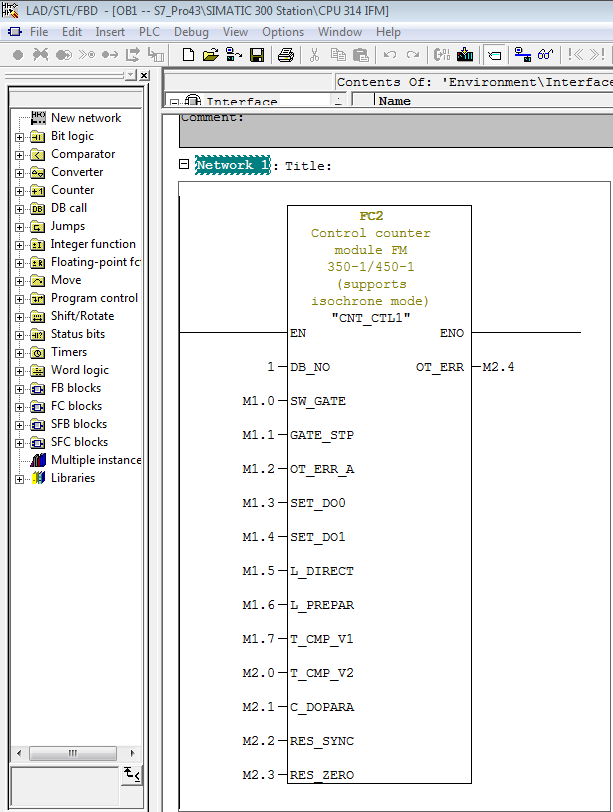 LAD/STL/FBD - [OB1 -- S7_Pro43\SIMATIC 300 Station\CPU 314 IFM]
File Edit Insert PLC Debug View Options Window Help
Contents Of: 'Environment\Interface
Interface
Name
Comment:
Network 1: Title:
New network
Bit logic
Comparator
Converter
Counter
DB call
Jumps
Integer function
Floating-point fct
Move
Program control
Shift/Rotate
Status bits
Timers
Word logic
FB blocks
FC blocks
SFB blocks
SFC blocks
Multiple instance
Libraries
FC2
Control counter
module FM
350-1/450-1
(supports
isochrone mode)
"CNT_CTL1"
EN ENO
1 DB_NO OT_ERR M2.4
M1.0 SW_GATE
M1.1 GATE_STP
M1.2 OT_ERR_A
M1.3 SET_DO0
M1.4 SET_DO1
M1.5 L_DIRECT
M1.6 L_PREPAR
M1.7 T_CMP_V1
M2.0 T_CMP_V2
M2.1 C_DOPARA
M2.2 RES_SYNC
M2.3 RES_ZERO